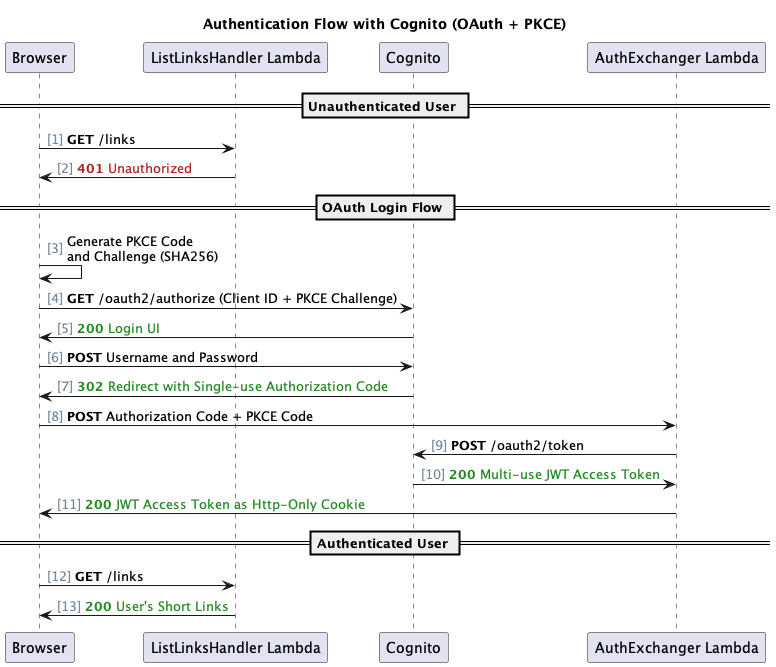 Authentication Flow with Cognito (OAuth + PKCE)
Browser ListLinksHandler Lambda Cognito AuthExchanger Lambda
Unauthenticated User
[1] GET /links
[2] 401 Unauthorized
OAuth Login Flow
[3] Generate PKCE Code
and Challenge (SHA256)
[4] GET /oauth2/authorize (Client ID + PKCE Challenge)
[5] 200 Login UI
[6] POST Username and Password
[7] 302 Redirect with Single-use Authorization Code
[8] POST Authorization Code + PKCE Code
[9] POST /oauth2/token
[10] 200 Multi-use JWT Access Token
[11] 200 JWT Access Token as Http-Only Cookie
Authenticated User
[12] GET /links
[13] 200 User's Short Links
Browser ListLinksHandler Lambda Cognito AuthExchanger Lambda